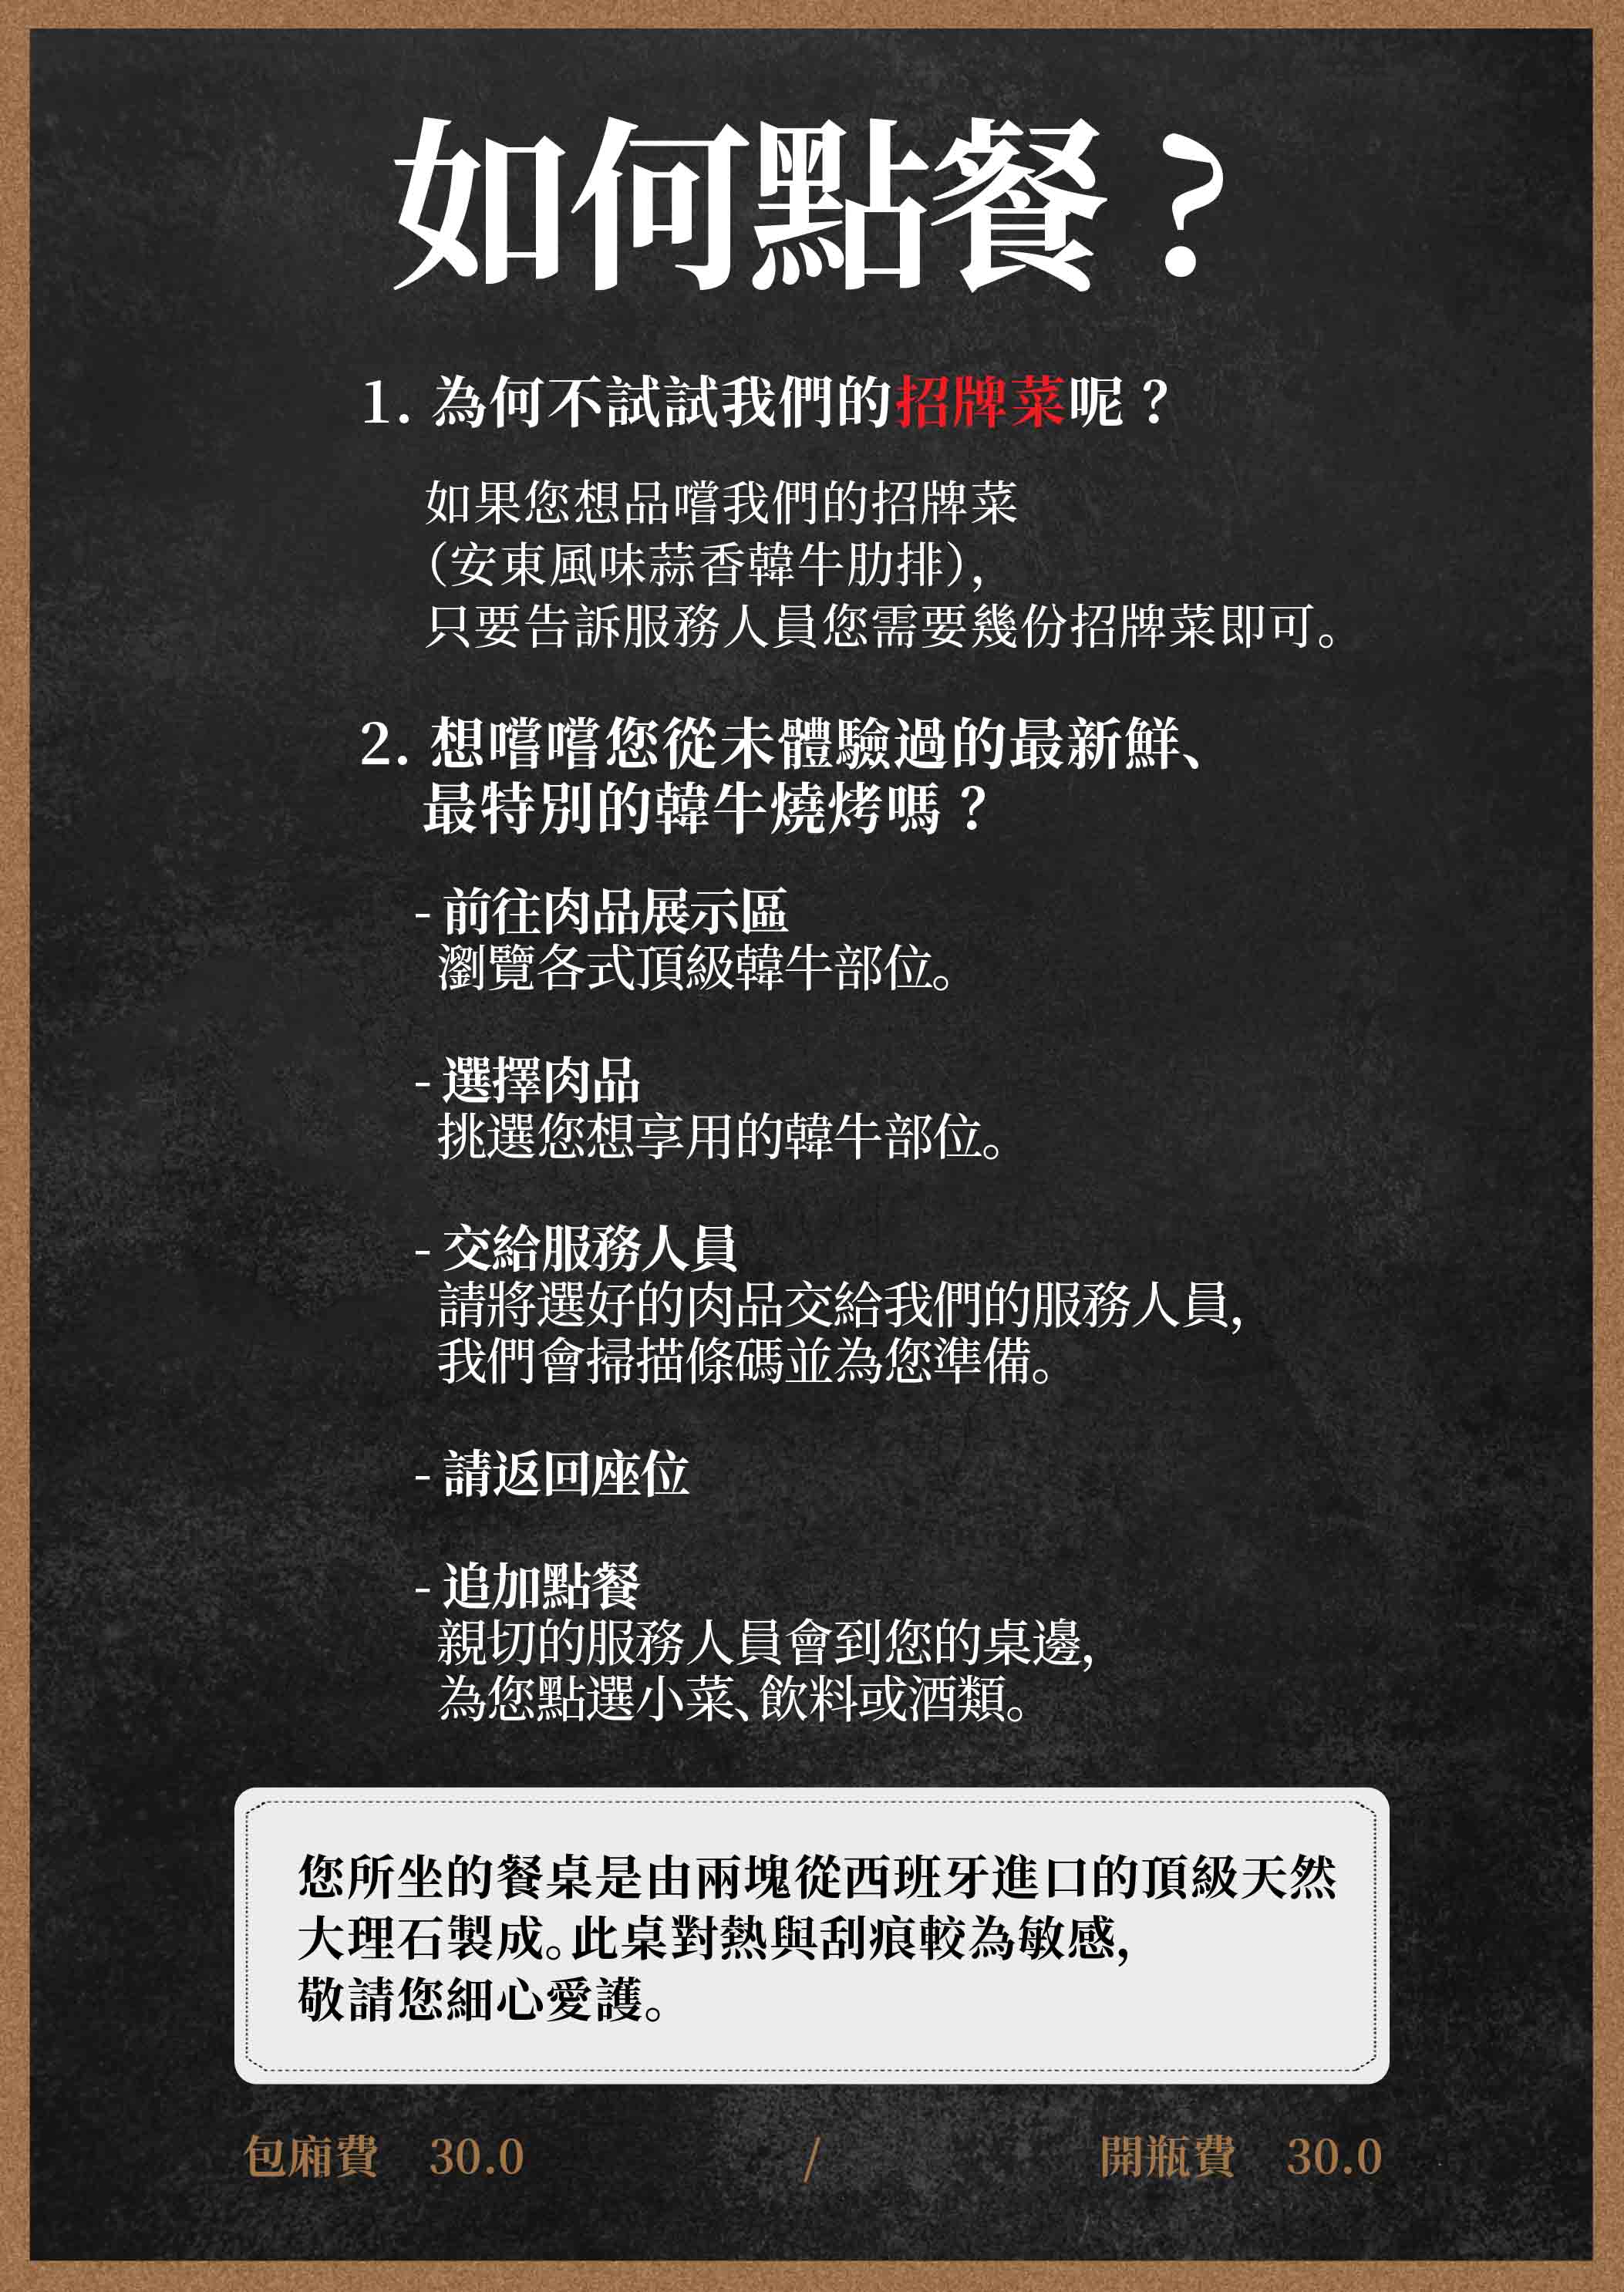 如何點餐？
1. 為何不試試我們的招牌菜呢？
如果您想品嚐我們的招牌菜
（安東風味蒜香韓牛肋排），
只要告訴服務人員您需要幾份招牌菜即可。
2. 想嚐嚐您從未體驗過的最新鮮、
最特別的韓牛燒烤嗎？
- 前往肉品展示區
瀏覽各式頂級韓牛部位。
- 選擇肉品
挑選您想享用的韓牛部位。
- 交給服務人員
請將選好的肉品交給我們的服務人員，
我們會掃描條碼並為您準備。
- 請返回座位
- 追加點餐
親切的服務人員會到您的桌邊，
為您點選小菜、飲料或酒類。
您所坐的餐桌是由兩塊從西班牙進口的頂級天然
大理石製成。此桌對熱與刮痕較為敏感，
敬請您細心愛護。
包廂費 30.0 / 開瓶費 30.0